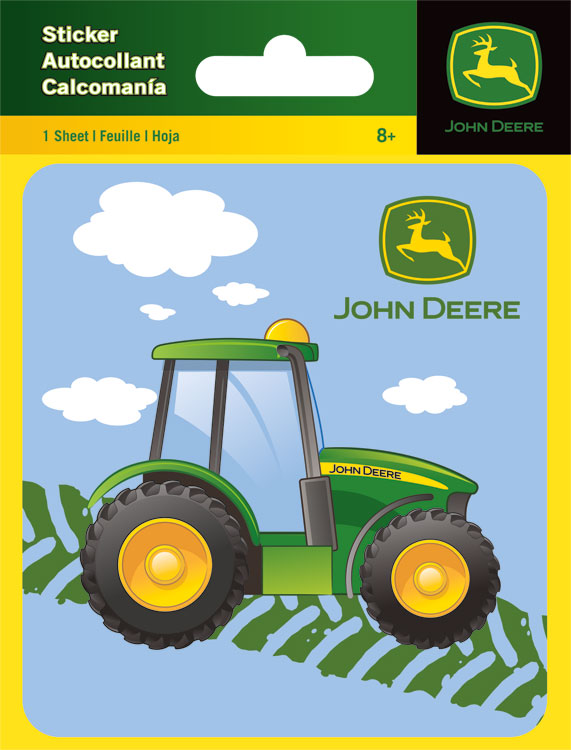 Sticker
Autocollant
Calcomanía
JOHN DEERE
1 Sheet | Feuille | Hoja
8+
JOHN DEERE
JOHN DEERE